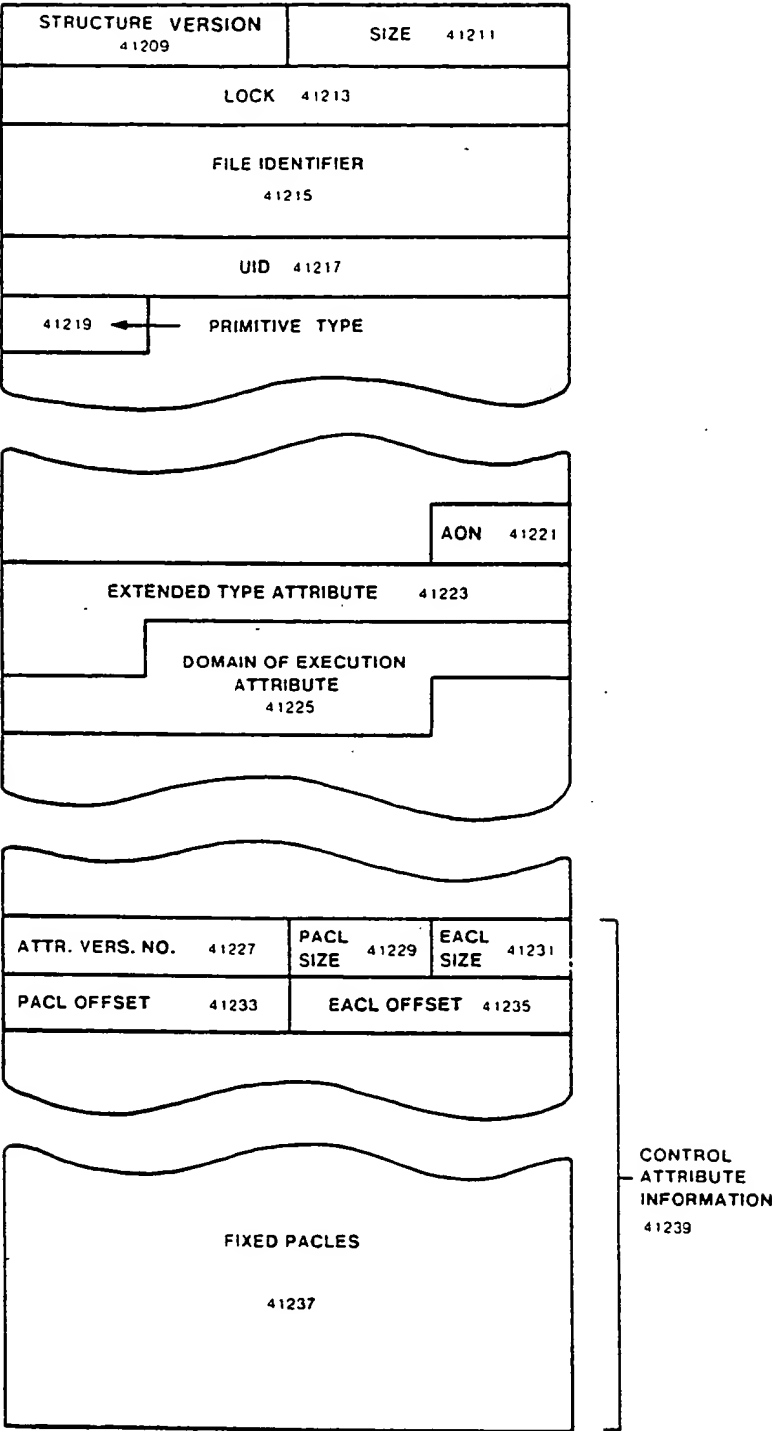 STRUCTURE VERSION
41209
SIZE 41211
LOCK 41213
FILE IDENTIFIER
41215
UID 41217
41219 PRIMITIVE TYPE
AON 41221
EXTENDED TYPE ATTRIBUTE 41223
DOMAIN OF EXECUTION
ATTRIBUTE
41225
ATTR. VERS. NO. 41227
PACL
SIZE 41229
EACL
SIZE 41231
PACL OFFSET 41233
EACL OFFSET 41235
FIXED PACLES
41237
CONTROL
ATTRIBUTE
INFORMATION
41239